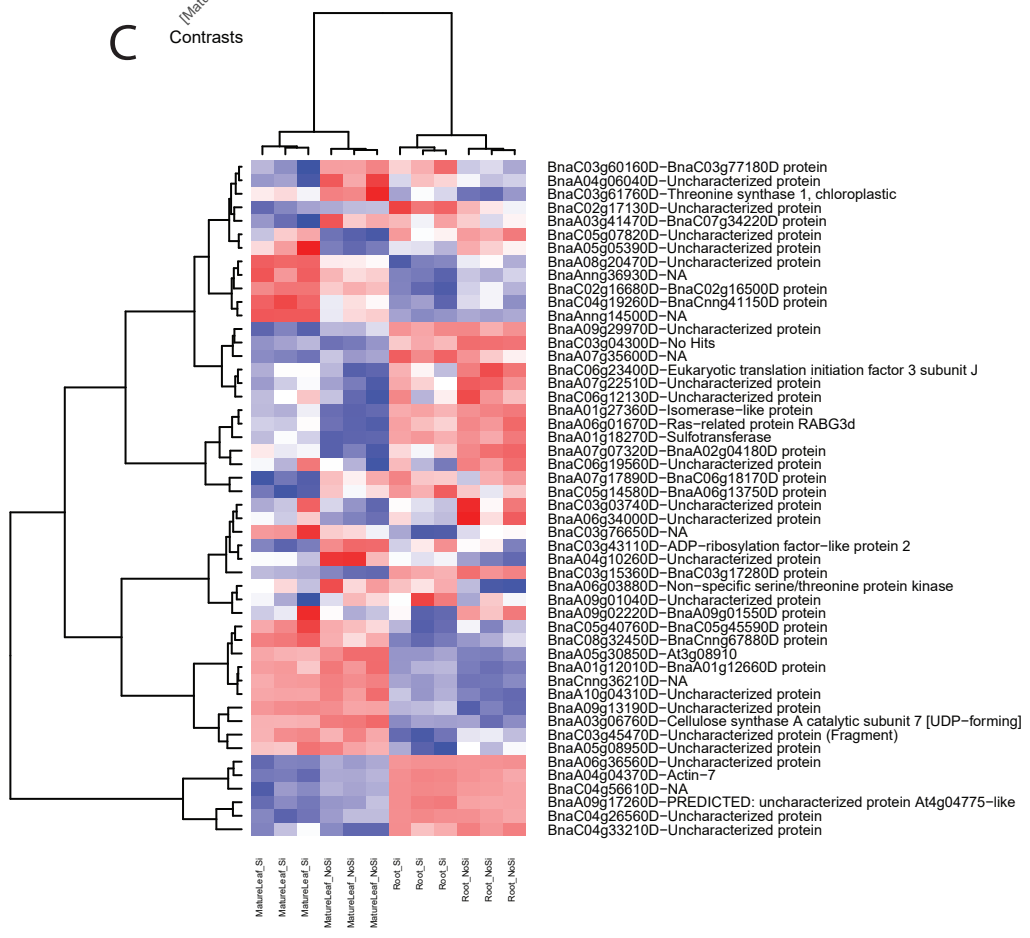 [Mat
Contrasts
C
BnaC03g60160D−BnaC03g77180D protein
BnaA04g06040D−Uncharacterized protein
BnaC03g61760D−Threonine synthase 1, chloroplastic
BnaC02g17130D−Uncharacterized protein
BnaA03g41470D−BnaC07g34220D protein
BnaC05g07820D−Uncharacterized protein
BnaA05g05390D−Uncharacterized protein
BnaA08g20470D−Uncharacterized protein
BnaAnng36930D−NA
BnaC02g16680D−BnaC02g16500D protein
BnaC04g19260D−BnaCnng41150D protein
BnaAnng14500D−NA
BnaA09g29970D−Uncharacterized protein
BnaC03g04300D−No Hits
BnaA07g35600D−NA
BnaC06g23400D−Eukaryotic translation initiation factor 3 subunit J
BnaA07g22510D−Uncharacterized protein
BnaC06g12130D−Uncharacterized protein
BnaA01g27360D−Isomerase−like protein
BnaA06g01670D−Ras−related protein RABG3d
BnaA01g18270D−Sulfotransferase
BnaA07g07320D−BnaA02g04180D protein
BnaC06g19560D−Uncharacterized protein
BnaA07g17890D−BnaC06g18170D protein
BnaC05g14580D−BnaA06g13750D protein
BnaC03g03740D−Uncharacterized protein
BnaA06g34000D−Uncharacterized protein
BnaC03g76650D−NA
BnaC03g43110D−ADP−ribosylation factor−like protein 2
BnaA04g10260D−Uncharacterized protein
BnaC03g15360D−BnaC03g17280D protein
BnaA06g03880D−Non−specific serine/threonine protein kinase
BnaA09g01040D−Uncharacterized protein
BnaA09g02220D−BnaA09g01550D protein
BnaC05g40760D−BnaC05g45590D protein
BnaC08g32450D−BnaCnng67880D protein
BnaA05g30850D−At3g08910
BnaA01g12010D−BnaA01g12660D protein
BnaCnng36210D−NA
BnaA10g04310D−Uncharacterized protein
BnaA09g13190D−Uncharacterized protein
BnaA03g06760D−Cellulose synthase A catalytic subunit 7 [UDP−forming]
BnaC03g45470D−Uncharacterized protein (Fragment)
BnaA05g08950D−Uncharacterized protein
BnaA06g36560D−Uncharacterized protein
BnaA04g04370D−Actin−7
BnaC04g56610D−NA
BnaA09g17260D−PREDICTED: uncharacterized protein At4g04775−like
BnaC04g26560D−Uncharacterized protein
BnaC04g33210D−Uncharacterized protein
MatureLeaf_Si
MatureLeaf_Si
MatureLeaf_Si
MatureLeaf_NoSi
MatureLeaf_NoSi
MatureLeaf_NoSi
Root_Si
Root_Si
Root_Si
Root_NoSi
Root_NoSi
Root_NoSi